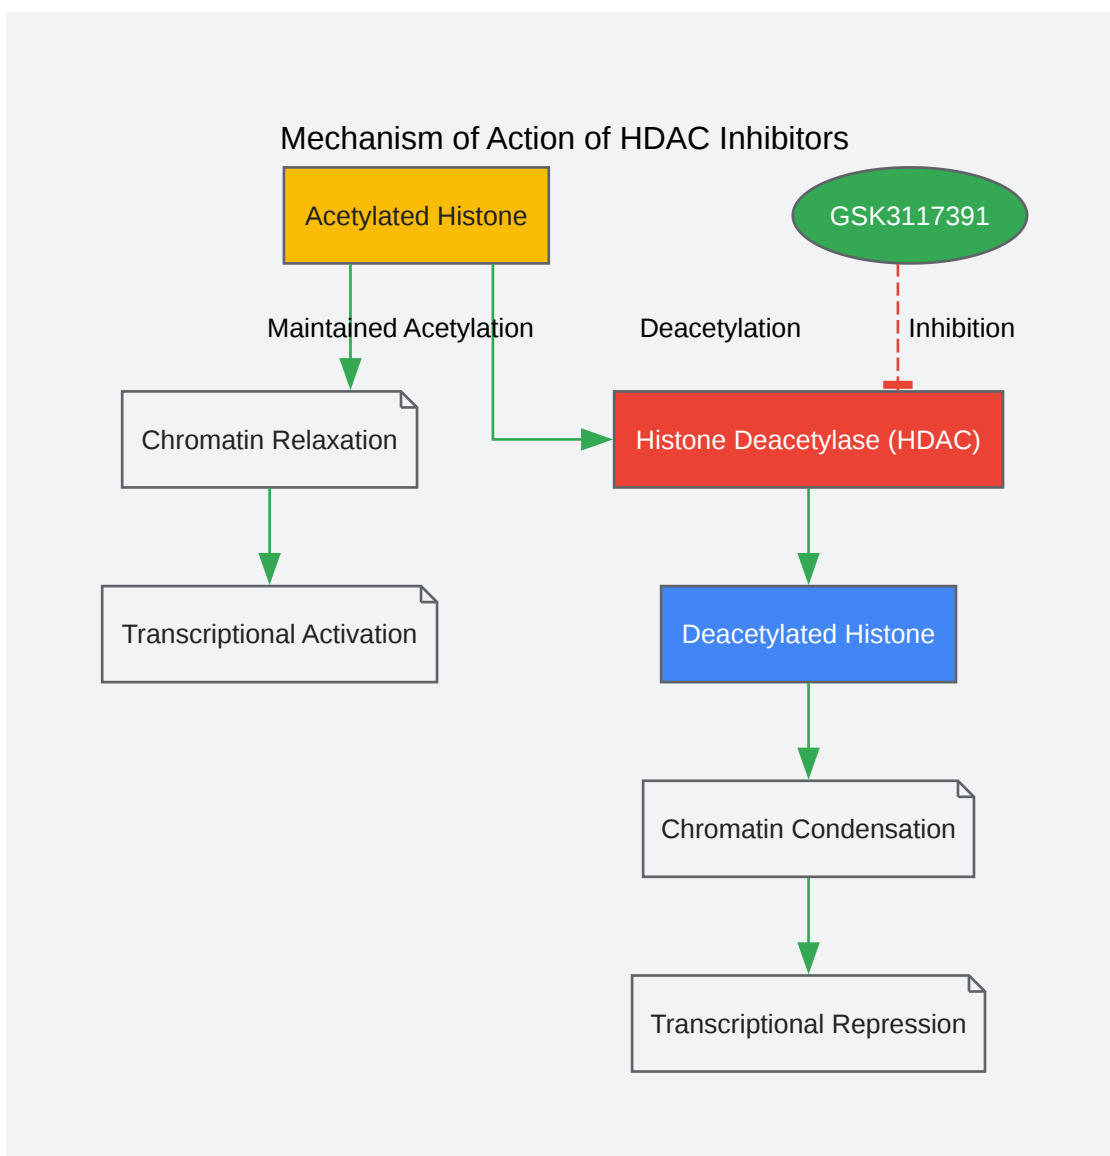 Mechanism of Action of HDAC Inhibitors
Acetylated Histone
GSK3117391
Maintained Acetylation
Deacetylation
Inhibition
Chromatin Relaxation
Histone Deacetylase (HDAC)
Transcriptional Activation
Deacetylated Histone
Chromatin Condensation
Transcriptional Repression